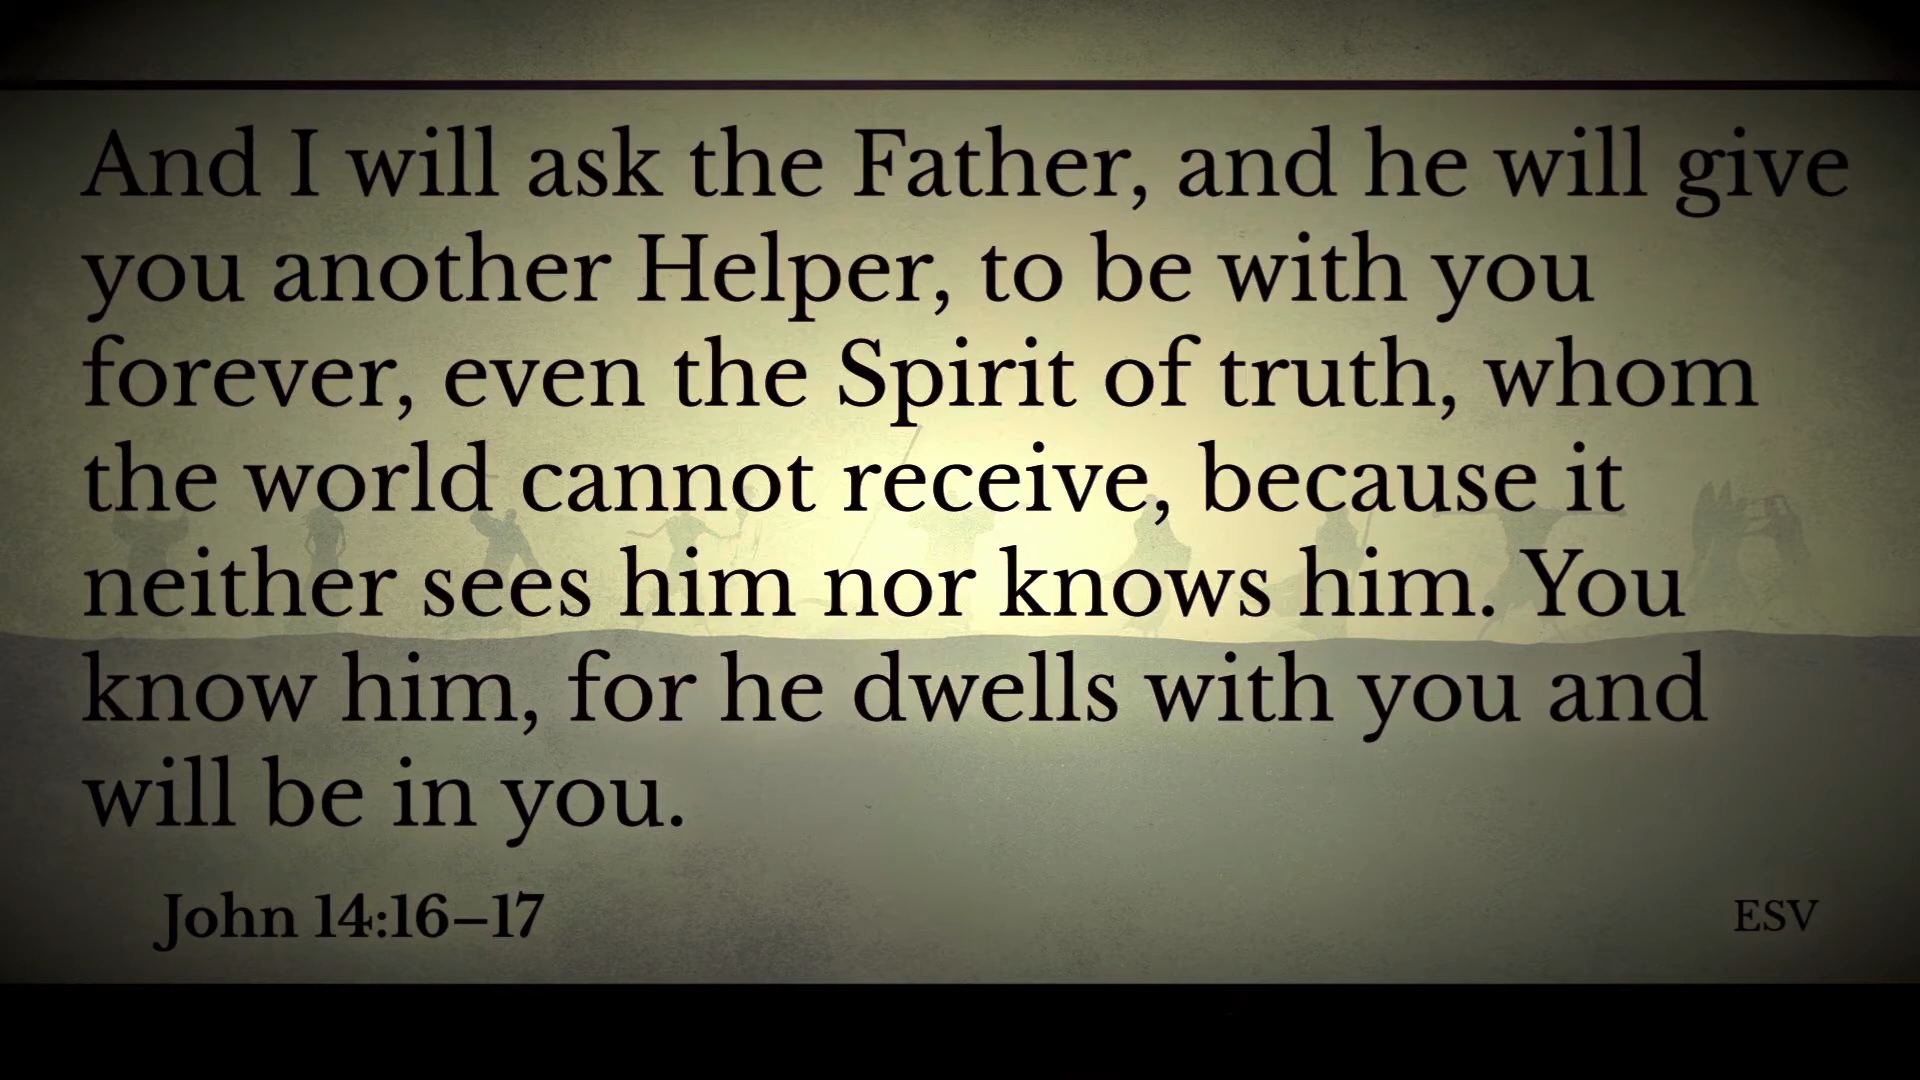 And I will ask the Father, and he will give
you another Helper, to be with you
forever, even the Spirit of truth, whom
the world cannot receive, because it
neither sees him nor knows him. You
know him, for he dwells with you and
will be in you.
John 14:16–17
ESV